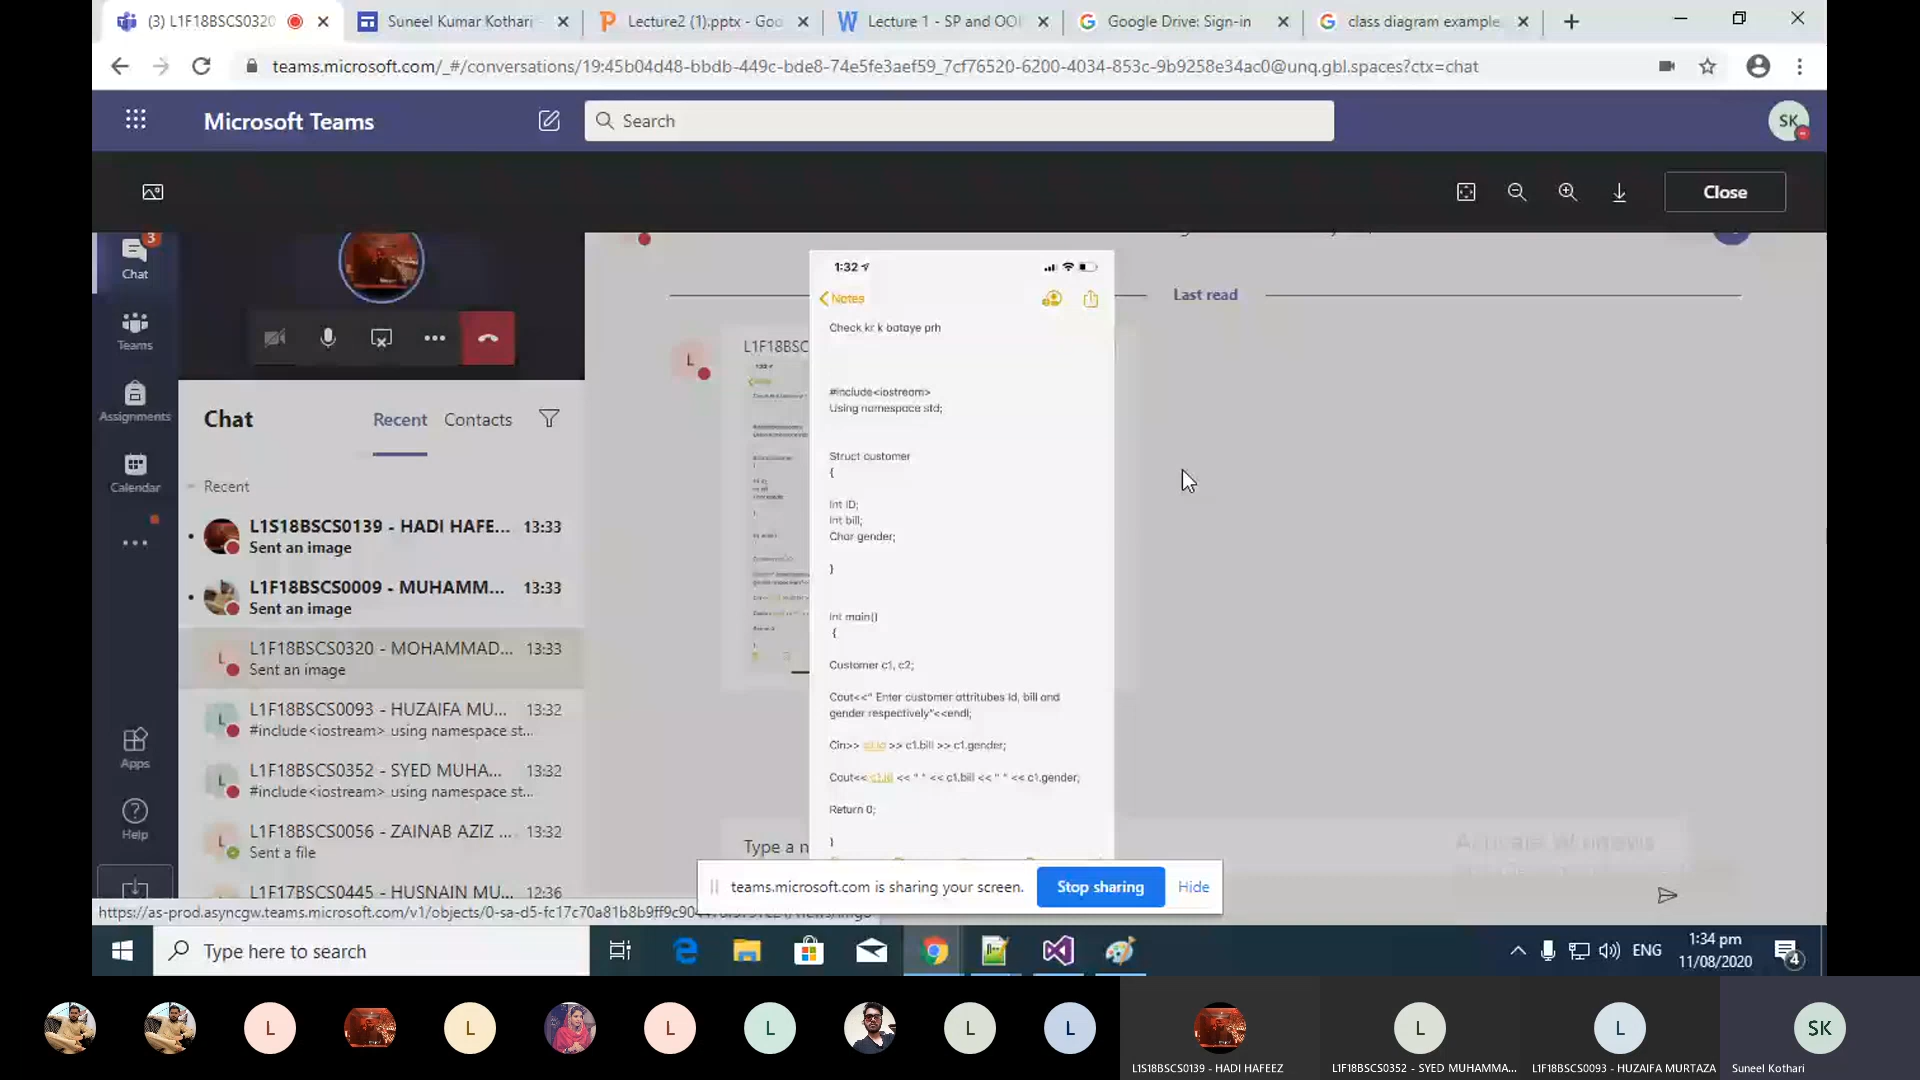 (3) L1F18BSCS0320
Suneel Kumar Kothari
Lecture2 (1).pptx - Goo
Lecture 1 - SP and OOI
Google Drive: Sign-in
class diagram example
teams.microsoft.com/_#/conversations/19:45b04d48-bbdb-449c-bde8-74e5fe3aef59_7cf76520-6200-4034-853c-9b9258e34ac0@unq.gbl.spaces?ctx=chat
Microsoft Teams
Search
SK
Close
3
Chat
Teams
Assignments
Calendar
Apps
Help
Chat
Recent
Contacts
Recent
L1S18BSCS0139 - HADI HAFE...
13:33
Sent an image
L1F18BSCS0009 - MUHAMM...
13:33
Sent an image
L1F18BSCS0320 - MOHAMMAD...
13:33
Sent an image
L1F18BSCS0093 - HUZAIFA MU...
13:32
#include<iostream> using namespace st...
L1F18BSCS0352 - SYED MUHA...
13:32
#include<iostream> using namespace st...
L1F18BSCS0056 - ZAINAB AZIZ ...
13:32
Sent a file
L1F17BSCS0445 - HUSNAIN MU...
12:36
Last read
L
L1F18BSC
1:32
Notes
Check kr k bataye prh
#include<iostream>
Using namespace std;
Struct customer
{
Int ID;
Int bill;
Char gender;
}
Int main()
{
Customer c1, c2;
Cout<<" Enter customer attritubes Id, bill and
gender respectively"<<endl;
Cin>> c1.id >> c1.bill >> c1.gender;
Cout<< c1.id << " " << c1.bill << " " << c1.gender;
Return 0;
}
Type a n
Activate Windows
teams.microsoft.com is sharing your screen.
Stop sharing
Hide
Type here to search
ENG
1:34 pm
11/08/2020
4
L
L
L
L
L
L
L
L
SK
L1S18BSCS0139 - HADI HAFEEZ
L1F18BSCS0352 - SYED MUHAMMA...
L1F18BSCS0093 - HUZAIFA MURTAZA
Suneel Kothari